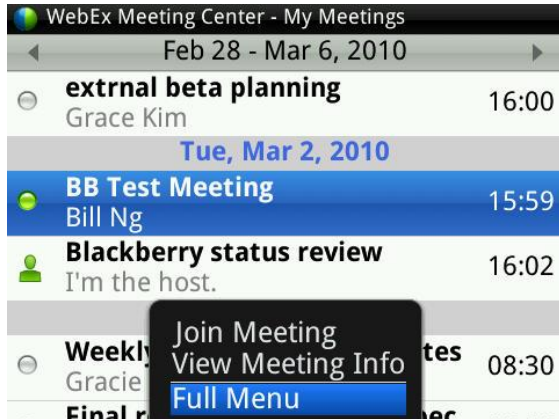 WebEx Meeting Center - My Meetings
Feb 28 - Mar 6, 2010
extrnal beta planning
16:00
Grace Kim
Tue, Mar 2, 2010
BB Test Meeting
15:59
Bill Ng
Blackberry status review
16:02
I'm the host.
Join Meeting
View Meeting Info
08:30
Gracie
Full Menu
Final